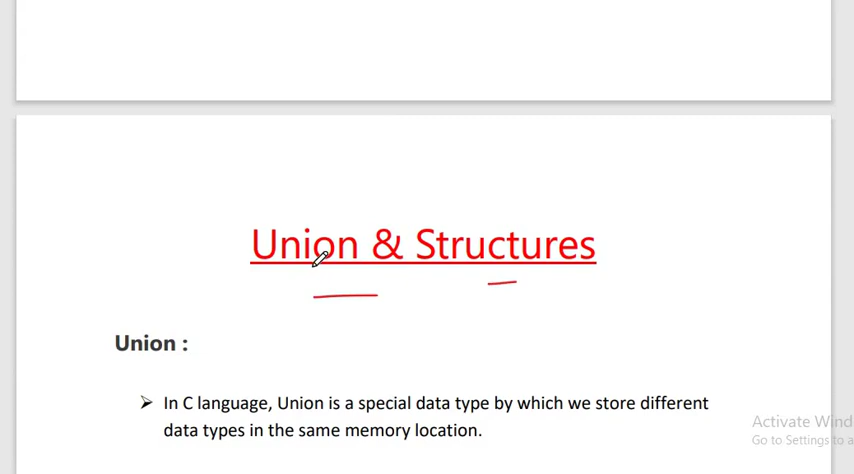 Union & Structures
Union :
In C language, Union is a special data type by which we store different
data types in the same memory location.
Activate Wind
Go to Settings to a